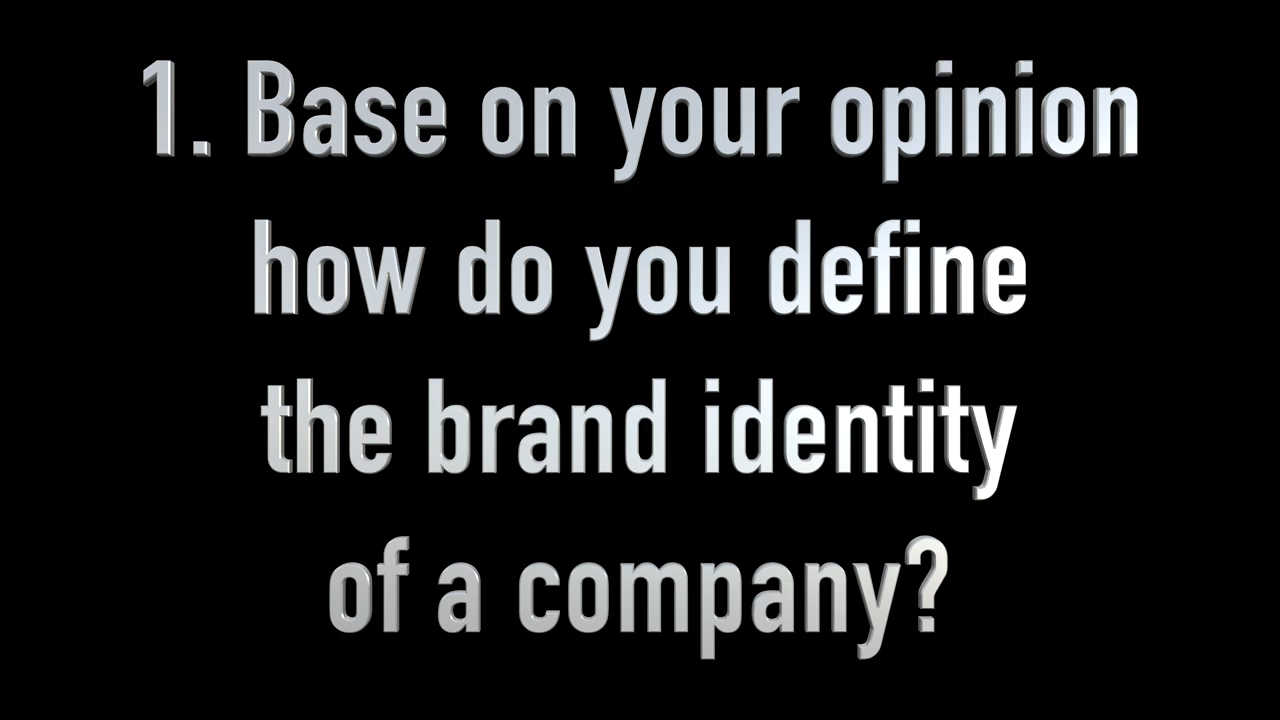 1. Base on your opinion
how do you define
the brand identity
of a company?